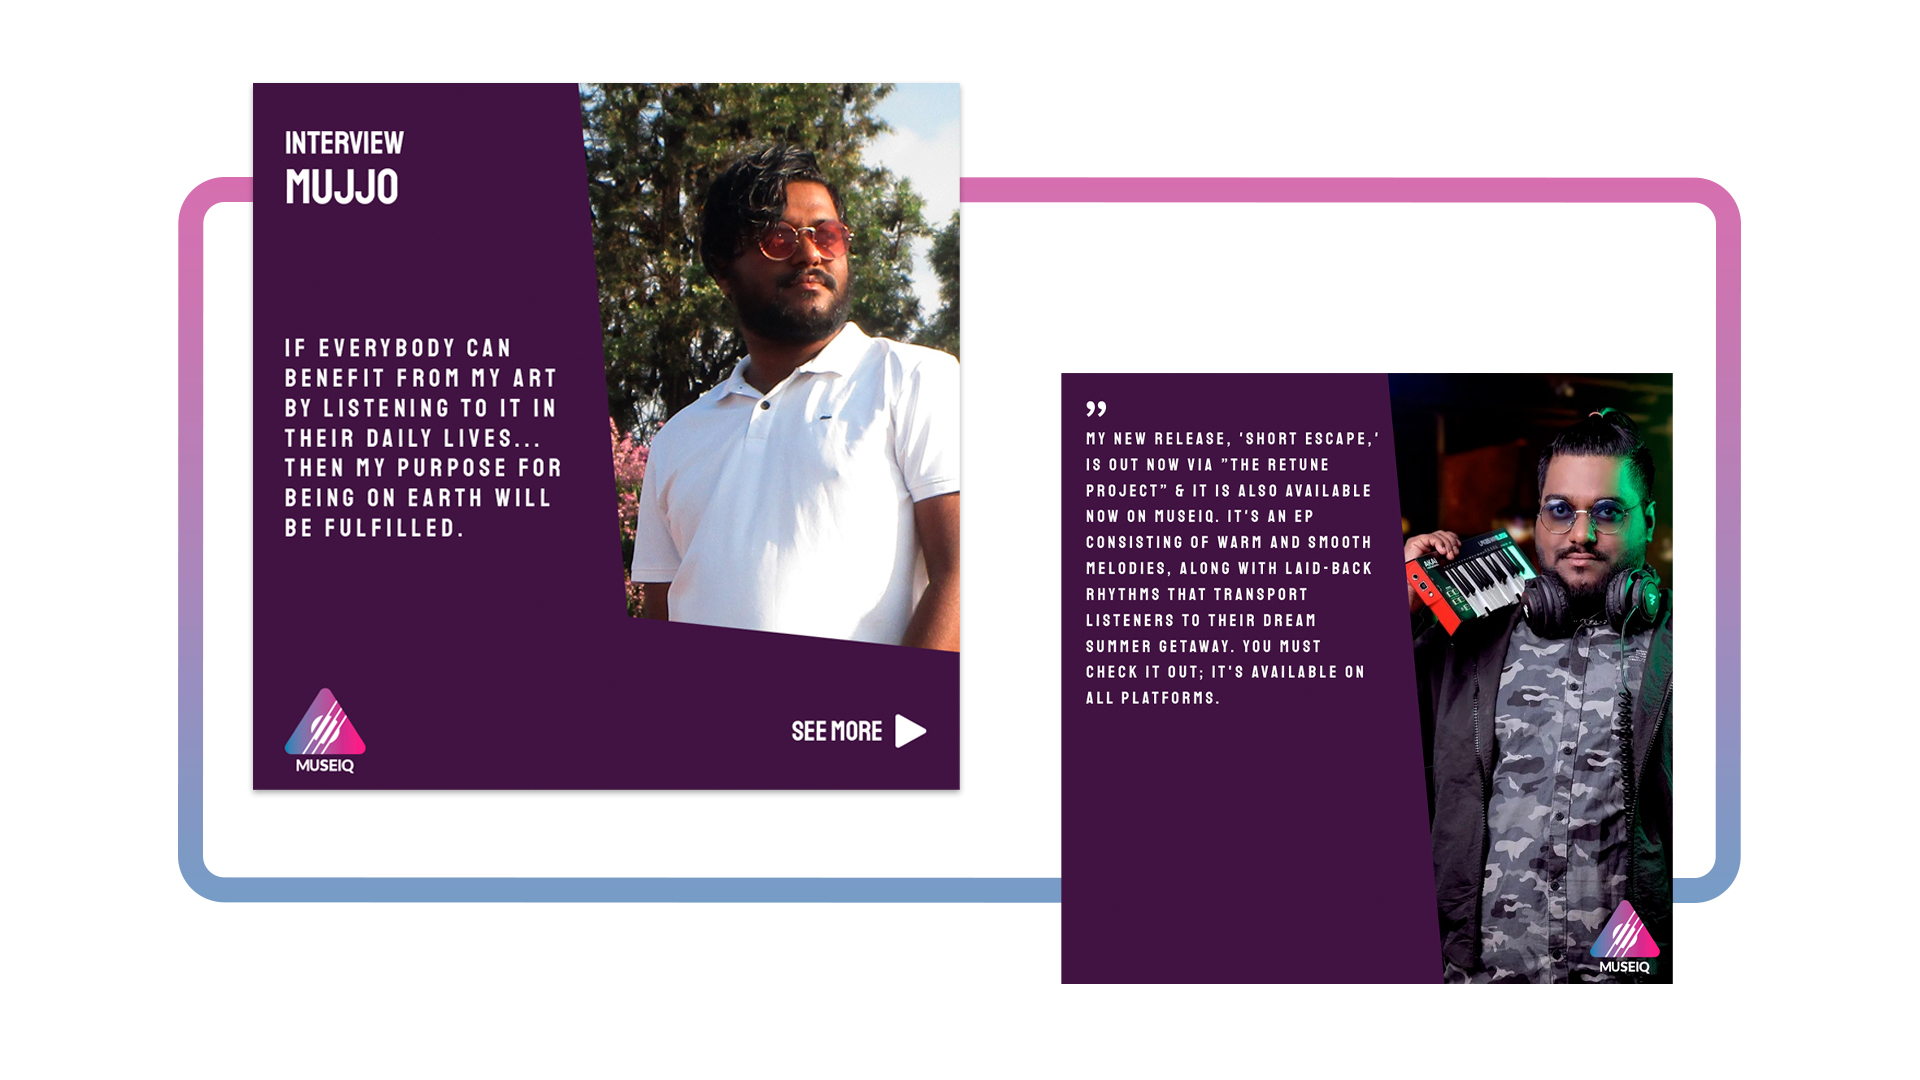 INTERVIEW
MUJJO
IF EVERYBODY CAN
BENEFIT FROM MY ART
BY LISTENING TO IT IN
THEIR DAILY LIVES...
THEN MY PURPOSE FOR
BEING ON EARTH WILL
BE FULFILLED.
SEE MORE
MUSEIQ
”
MY NEW RELEASE, 'SHORT ESCAPE,'
IS OUT NOW VIA ”THE RETUNE
PROJECT” & IT IS ALSO AVAILABLE
NOW ON MUSEIQ. IT'S AN EP
CONSISTING OF WARM AND SMOOTH
MELODIES, ALONG WITH LAID-BACK
RHYTHMS THAT TRANSPORT
LISTENERS TO THEIR DREAM
SUMMER GETAWAY. YOU MUST
CHECK IT OUT; IT'S AVAILABLE ON
ALL PLATFORMS.
AKAI
MUSEIQ